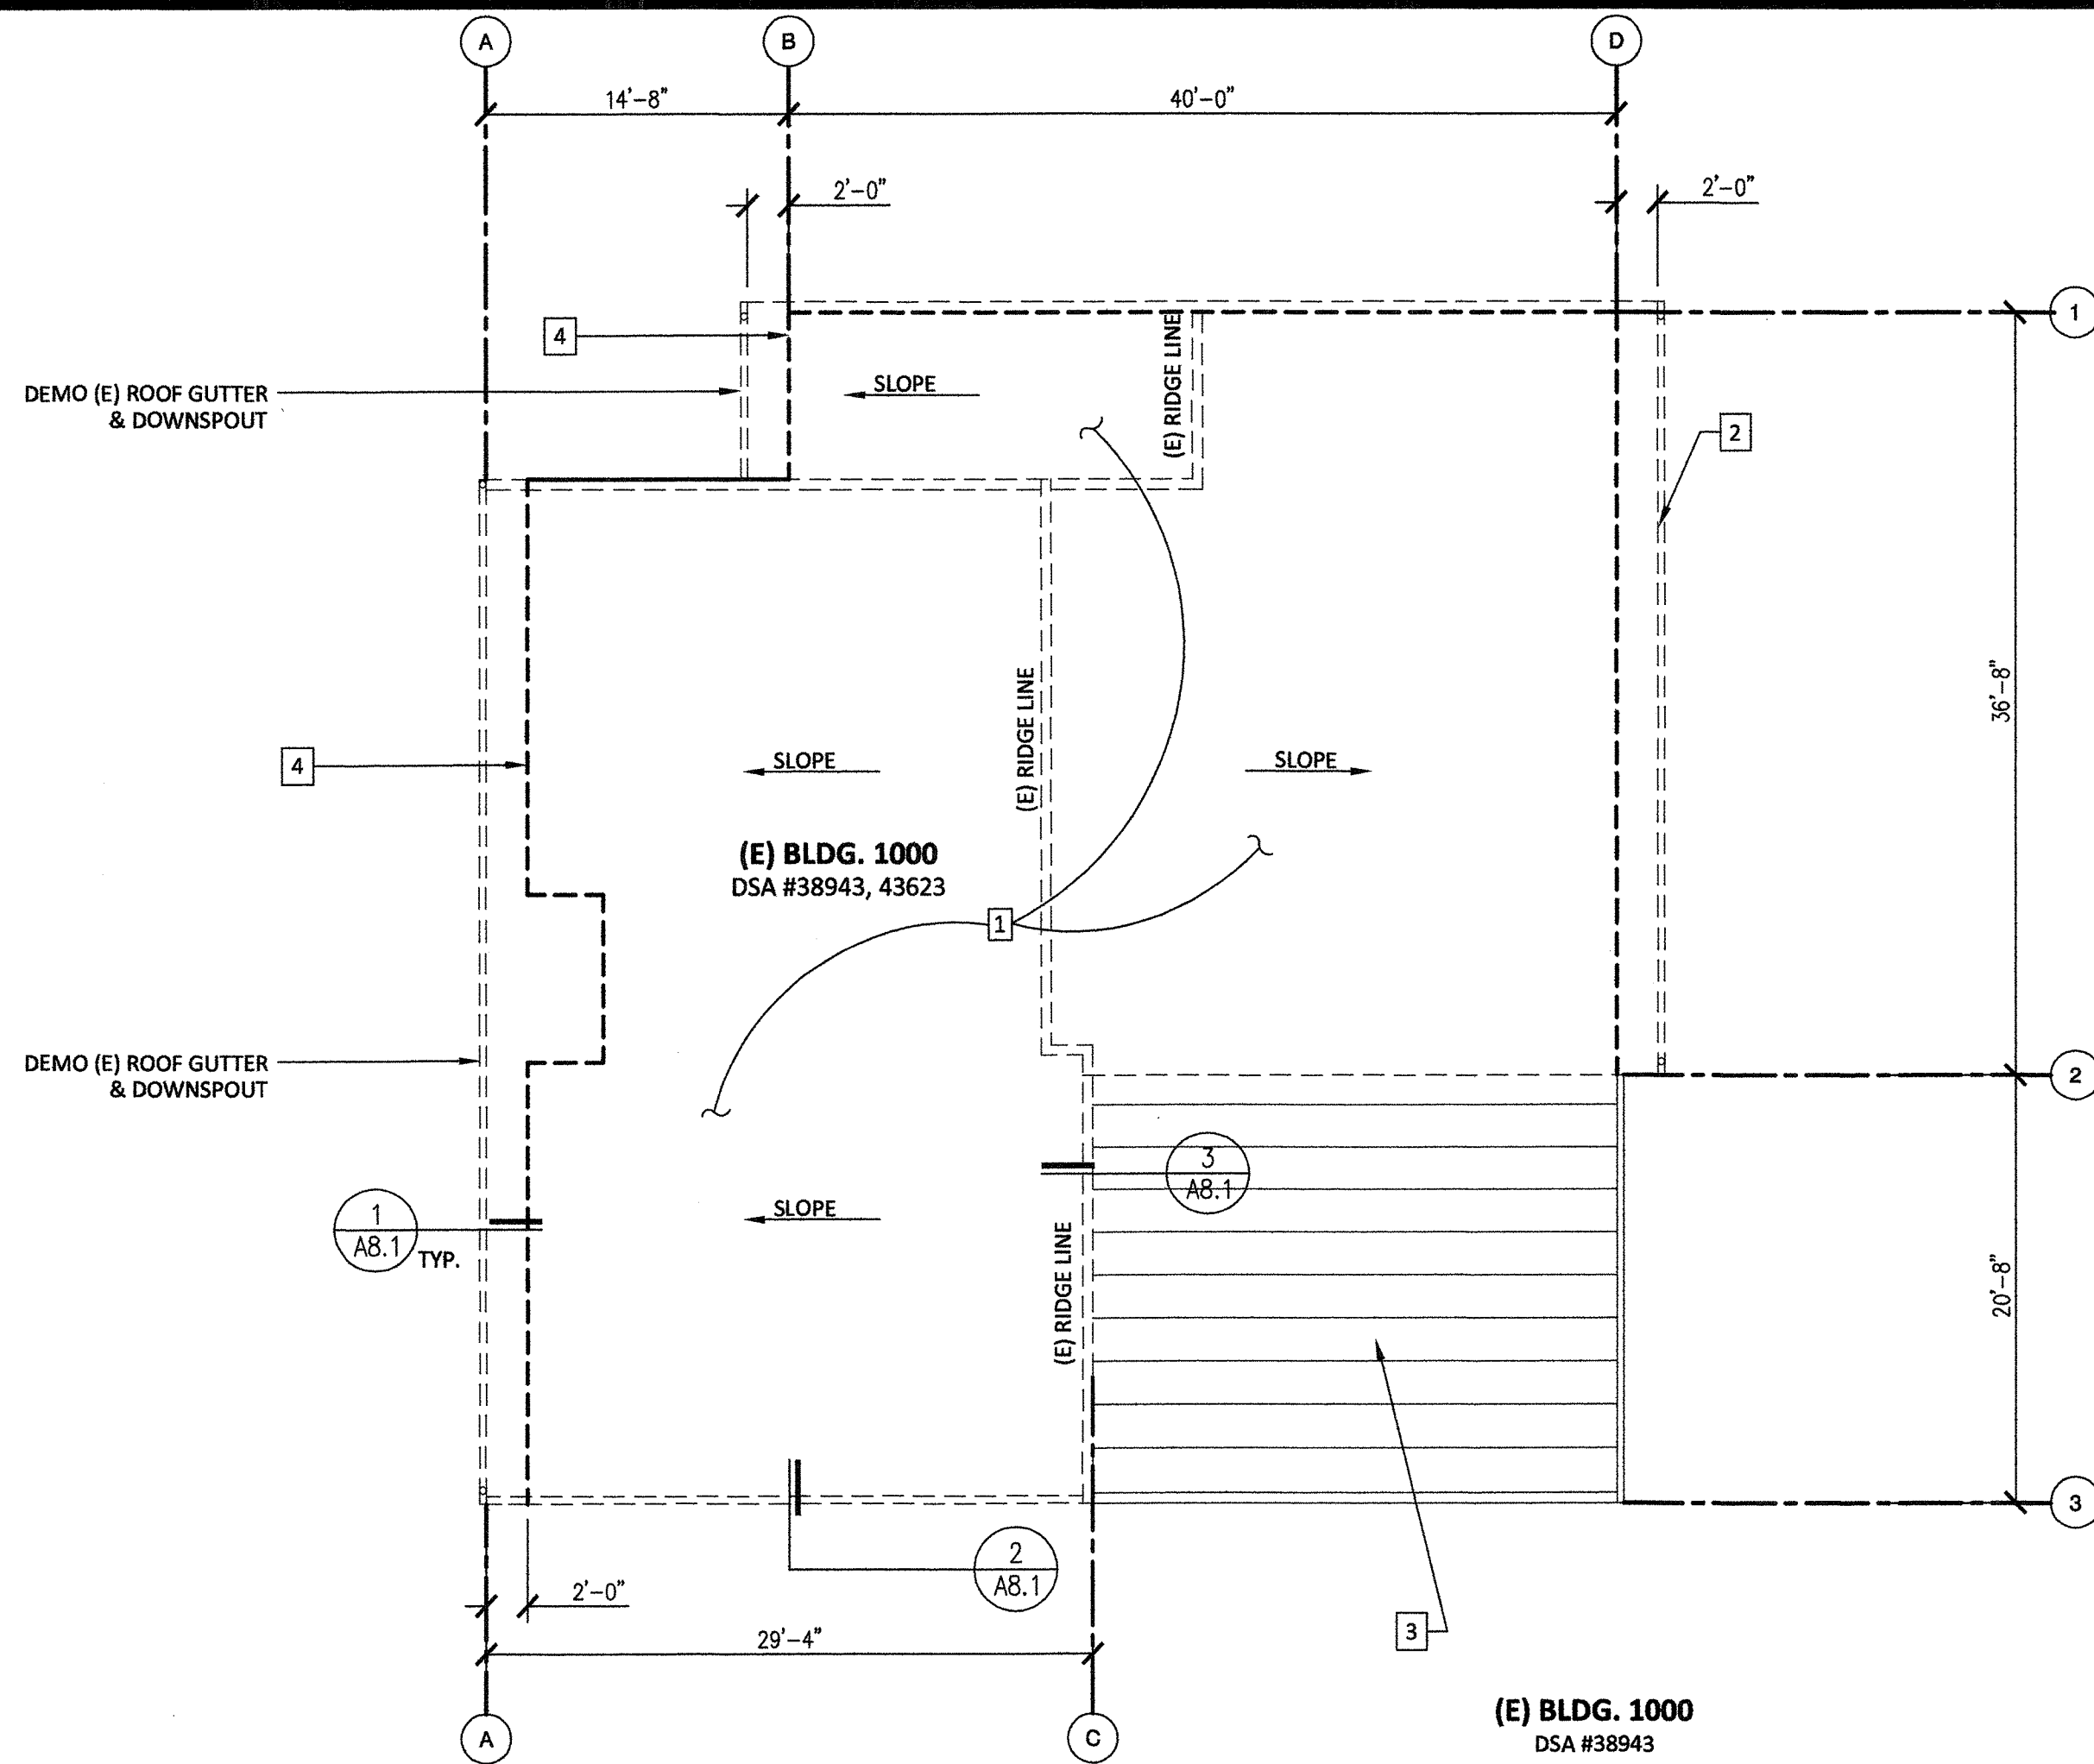 A
B
D
14'-8"
40'-0"
2'-0"
2'-0"
1
4
(E) RIDGE LINE
SLOPE
DEMO (E) ROOF GUTTER
& DOWNSPOUT
2
36'-8"
(E) RIDGE LINE
4
SLOPE
SLOPE
(E) BLDG. 1000
DSA #38943, 43623
1
DEMO (E) ROOF GUTTER
& DOWNSPOUT
2
3
A8.1
1
A8.1
TYP.
SLOPE
(E) RIDGE LINE
20'-8"
3
2
A8.1
2'-0"
29'-4"
3
(E) BLDG. 1000
DSA #38943
A
C